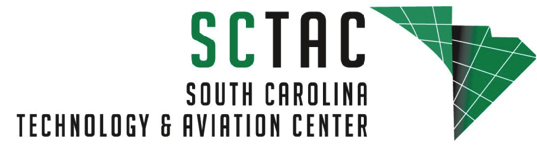 SCTAC
SOUTH CAROLINA
TECHNOLOGY & AVIATION CENTER